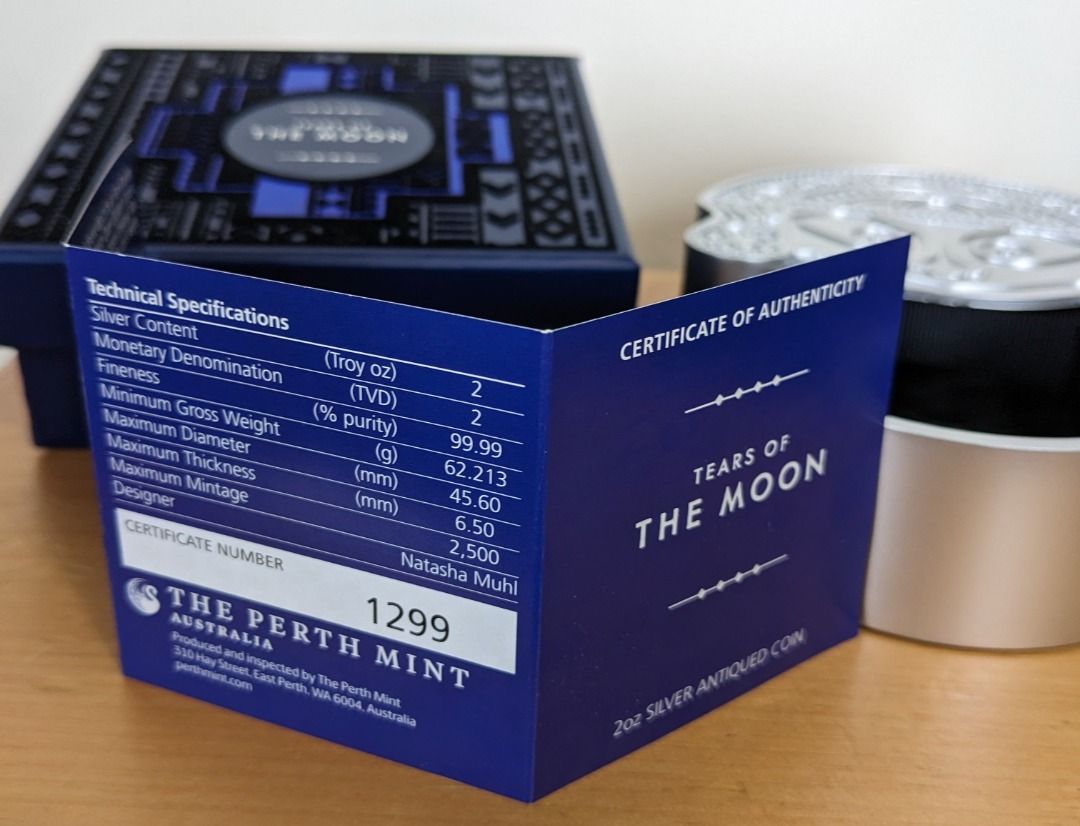 THE MOON
Technical Specifications
Silver Content (Troy oz) 2
Monetary Denomination (TVD) 2
Fineness (% purity) 99.99
Minimum Gross Weight (g) 62.213
Maximum Diameter (mm) 45.60
Maximum Thickness (mm) 6.50
Maximum Mintage 2,500
Designer Natasha Muhl
CERTIFICATE NUMBER
1299
THE PERTH MINT
AUSTRALIA
Produced and inspected by The Perth Mint
310 Hay Street, East Perth, WA 6004, Australia
perthmint.com
CERTIFICATE OF AUTHENTICITY
TEARS OF
THE MOON
2oz SILVER ANTIQUED COIN